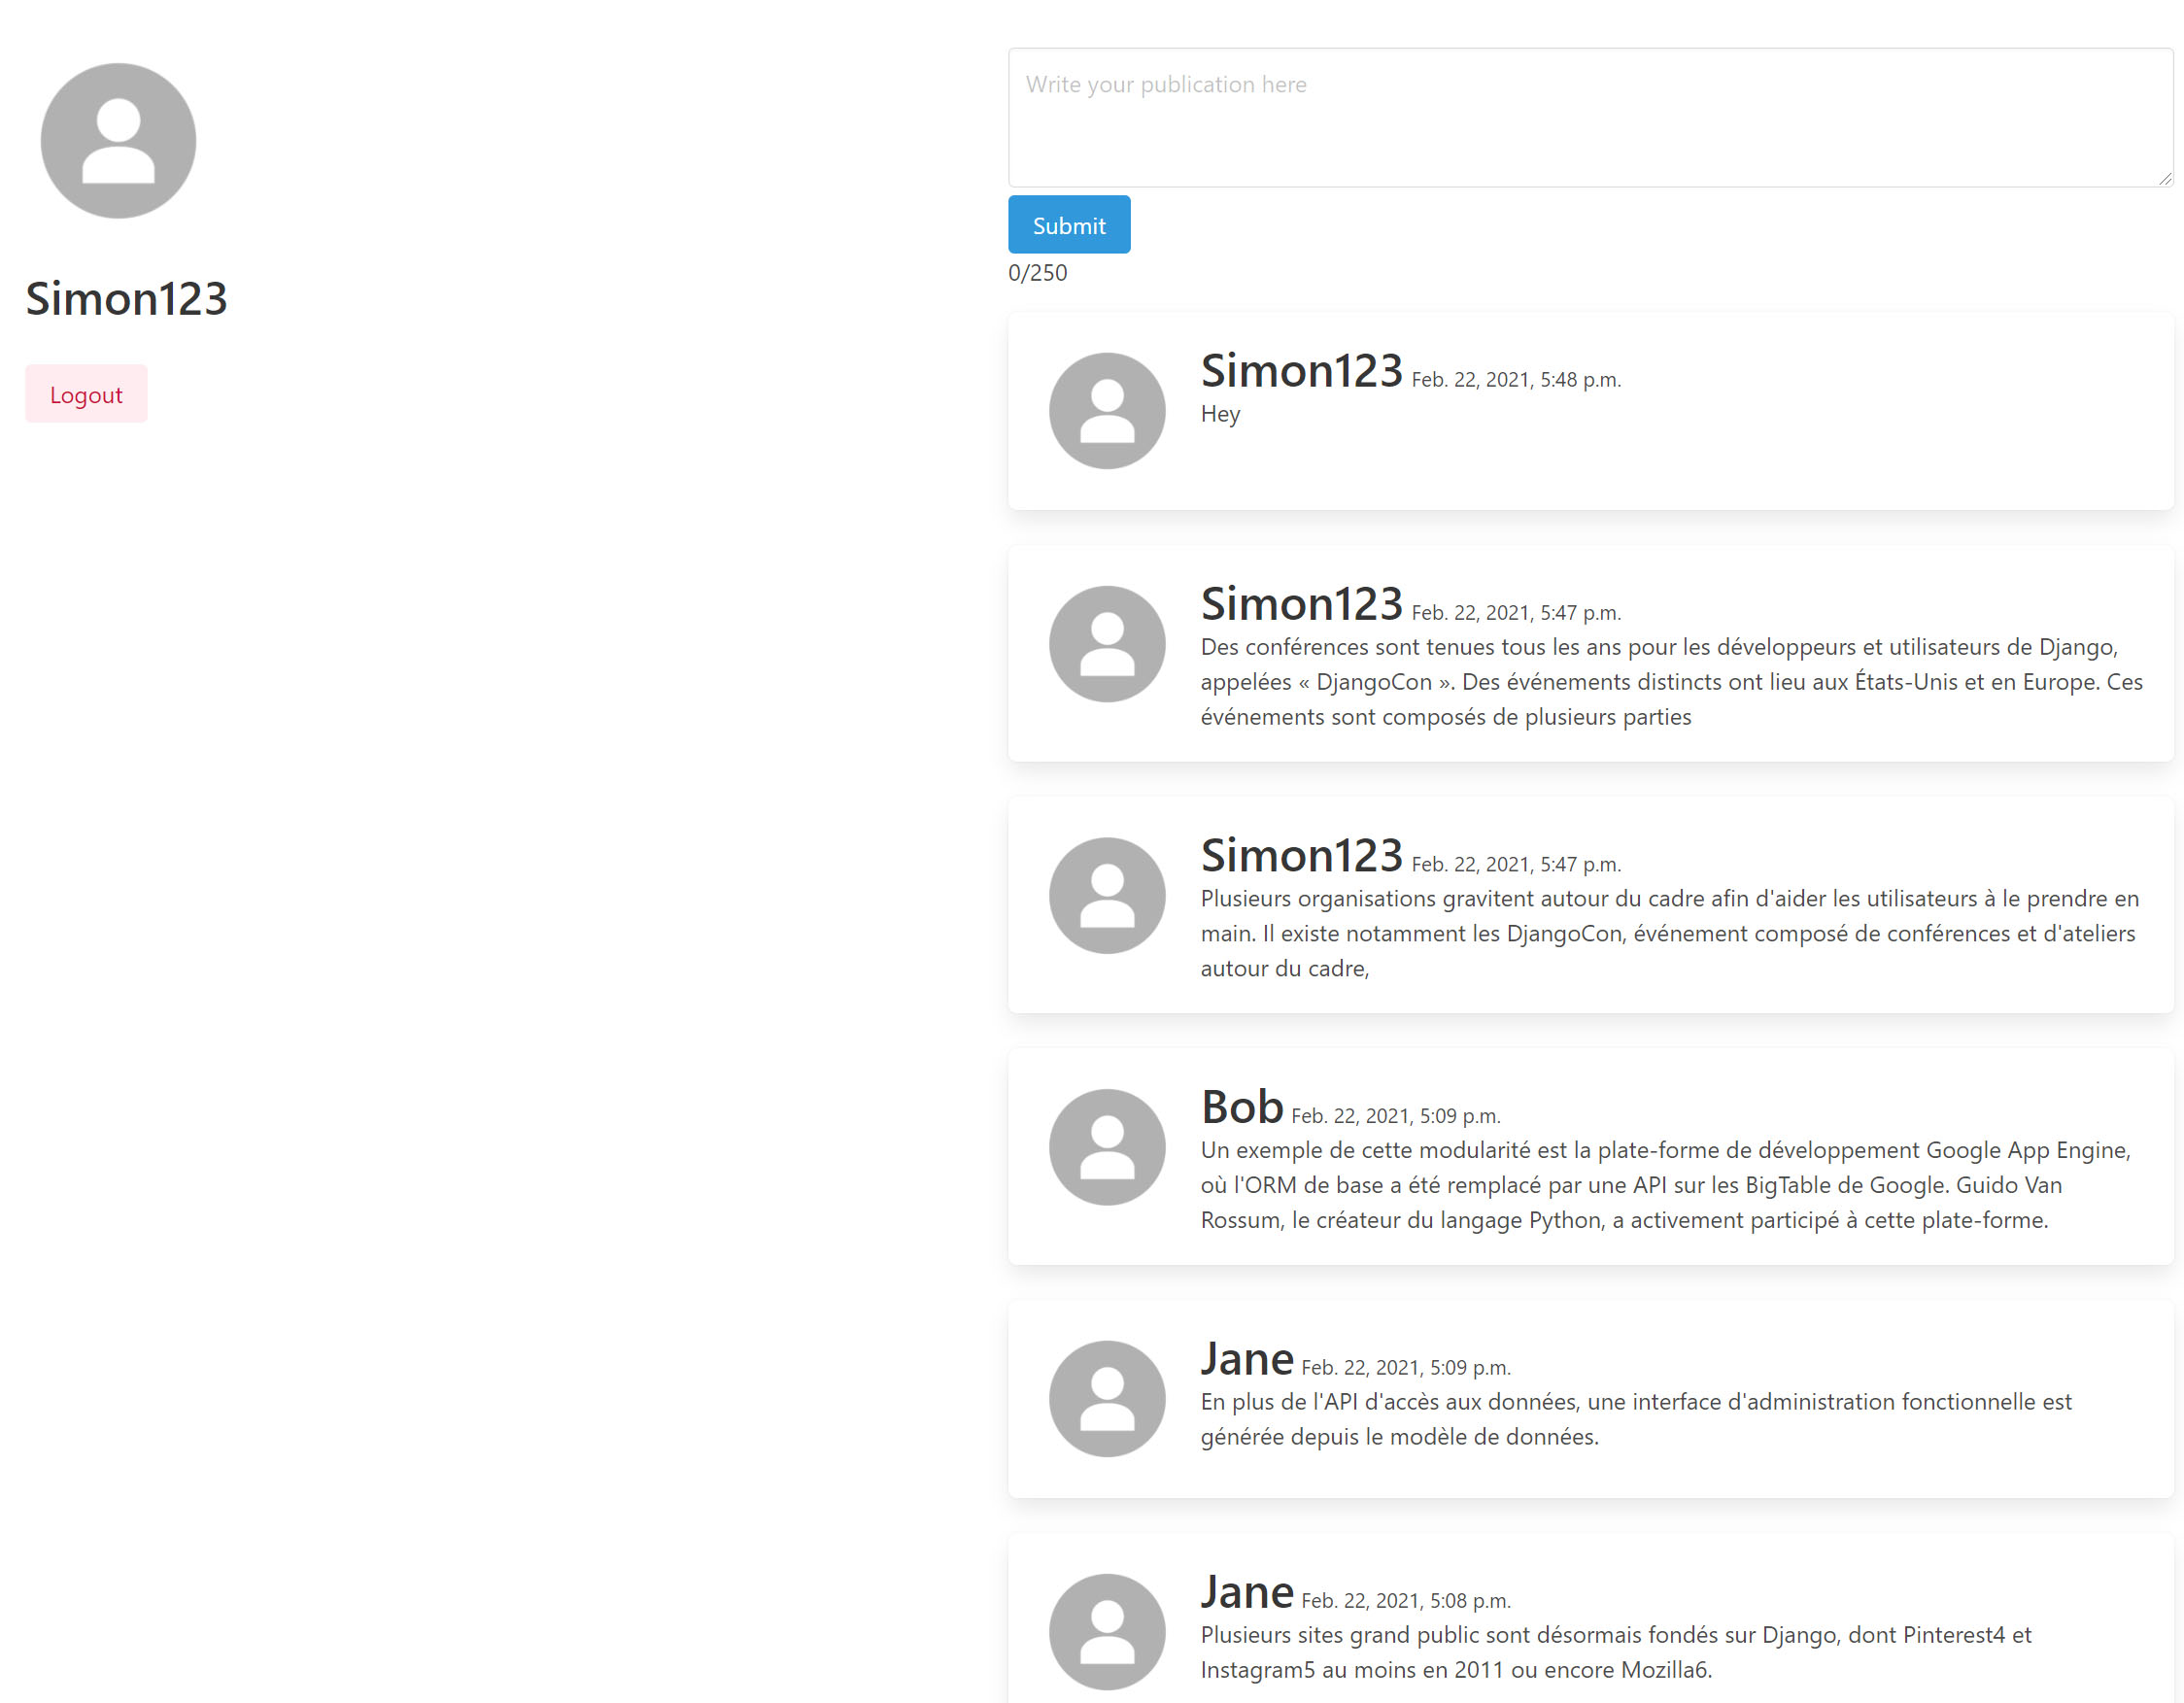 Simon123
Logout
Write your publication here
Submit
0/250
Simon123 Feb. 22, 2021, 5:48 p.m.
Hey
Simon123 Feb. 22, 2021, 5:47 p.m.
Des conférences sont tenues tous les ans pour les développeurs et utilisateurs de Django,
appelées « DjangoCon ». Des événements distincts ont lieu aux États-Unis et en Europe. Ces
événements sont composés de plusieurs parties
Simon123 Feb. 22, 2021, 5:47 p.m.
Plusieurs organisations gravitent autour du cadre afin d'aider les utilisateurs à le prendre en
main. Il existe notamment les DjangoCon, événement composé de conférences et d'ateliers
autour du cadre,
Bob Feb. 22, 2021, 5:09 p.m.
Un exemple de cette modularité est la plate-forme de développement Google App Engine,
où l'ORM de base a été remplacé par une API sur les BigTable de Google. Guido Van
Rossum, le créateur du langage Python, a activement participé à cette plate-forme.
Jane Feb. 22, 2021, 5:09 p.m.
En plus de l'API d'accès aux données, une interface d'administration fonctionnelle est
générée depuis le modèle de données.
Jane Feb. 22, 2021, 5:08 p.m.
Plusieurs sites grand public sont désormais fondés sur Django, dont Pinterest4 et
Instagram5 au moins en 2011 ou encore Mozilla6.